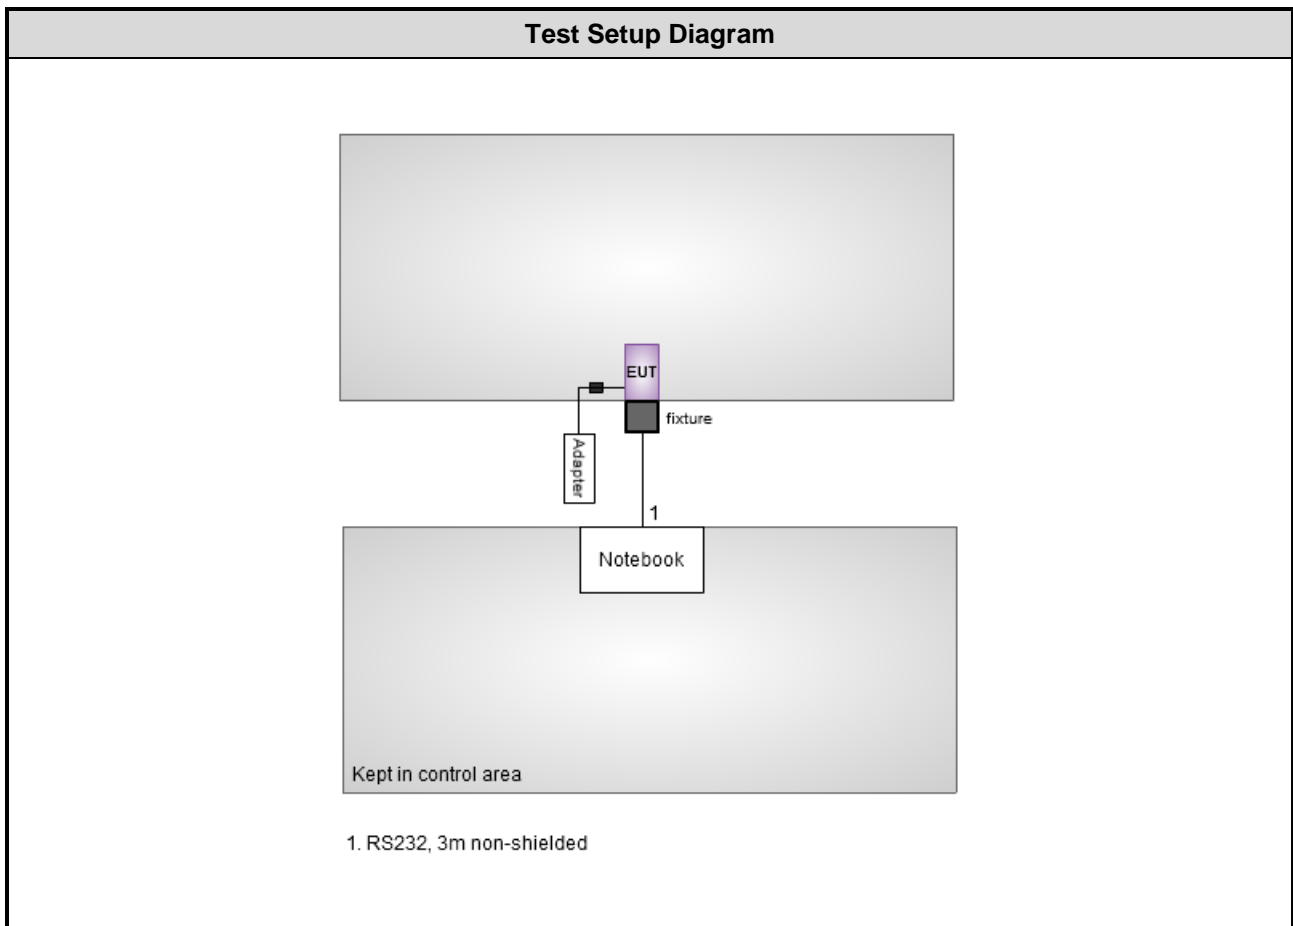 Test Setup Diagram
EUT
fixture
Adapter
1
Notebook
Kept in control area
1. RS232, 3m non-shielded